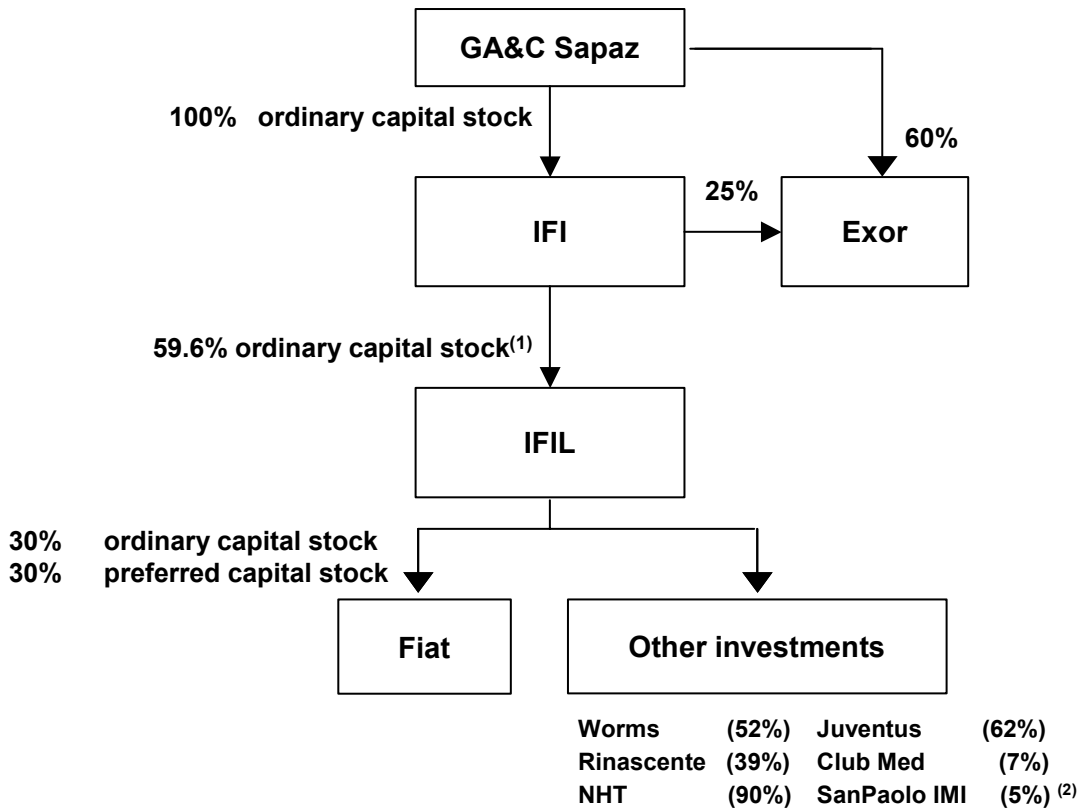 GA&C Sapaz
100% ordinary capital stock
60%
25%
IFI
Exor
59.6% ordinary capital stock(1)
IFIL
30% ordinary capital stock
30% preferred capital stock
Fiat
Other investments
Worms (52%) Juventus (62%)
Rinascente (39%) Club Med (7%)
NHT (90%) SanPaolo IMI (5%) (2)